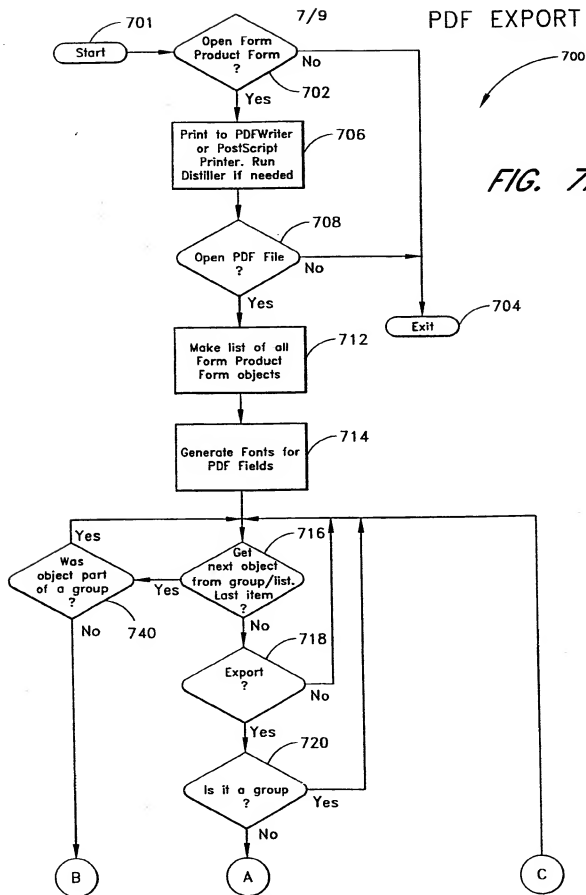 7/9
PDF EXPORT
700
701
Start
Open Form
Product Form
?
No
702
Yes
Print to PDFWriter
or PostScript
Printer. Run
Distiller if needed
706
FIG. 7
708
Open PDF File
?
No
Yes
704
Exit
Make list of all
Form Product
Form objects
712
Generate Fonts for
PDF Fields
714
Yes
716
Was
object part
of a group
?
Yes
Get
next object
from group/list.
Last item
?
740
No
No
718
Export
?
No
Yes
720
Is it a group
?
Yes
No
B
A
C